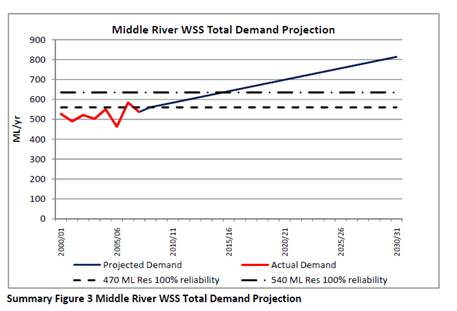 Middle River WSS Total Demand Projection
900
800
700
600
500
400
300
200
100
0
ML/yr
2000/01
2005/06
2010/11
2015/16
2020/21
2025/26
2030/31
Projected Demand
Actual Demand
470 ML Res 100% reliability
540 ML Res 100% reliability
Summary Figure 3 Middle River WSS Total Demand Projection